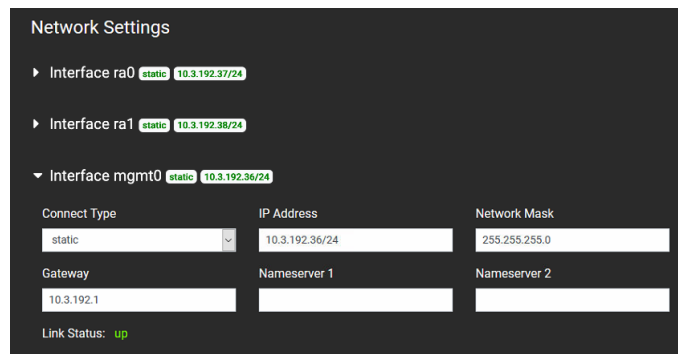 Network Settings
Interface ra0 static 10.3.192.37/24
Interface ra1 static 10.3.192.38/24
Interface mgmt0 static 10.3.192.36/24
Connect Type IP Address Network Mask
static 10.3.192.36/24 255.255.255.0
Gateway Nameserver 1 Nameserver 2
10.3.192.1
Link Status: up